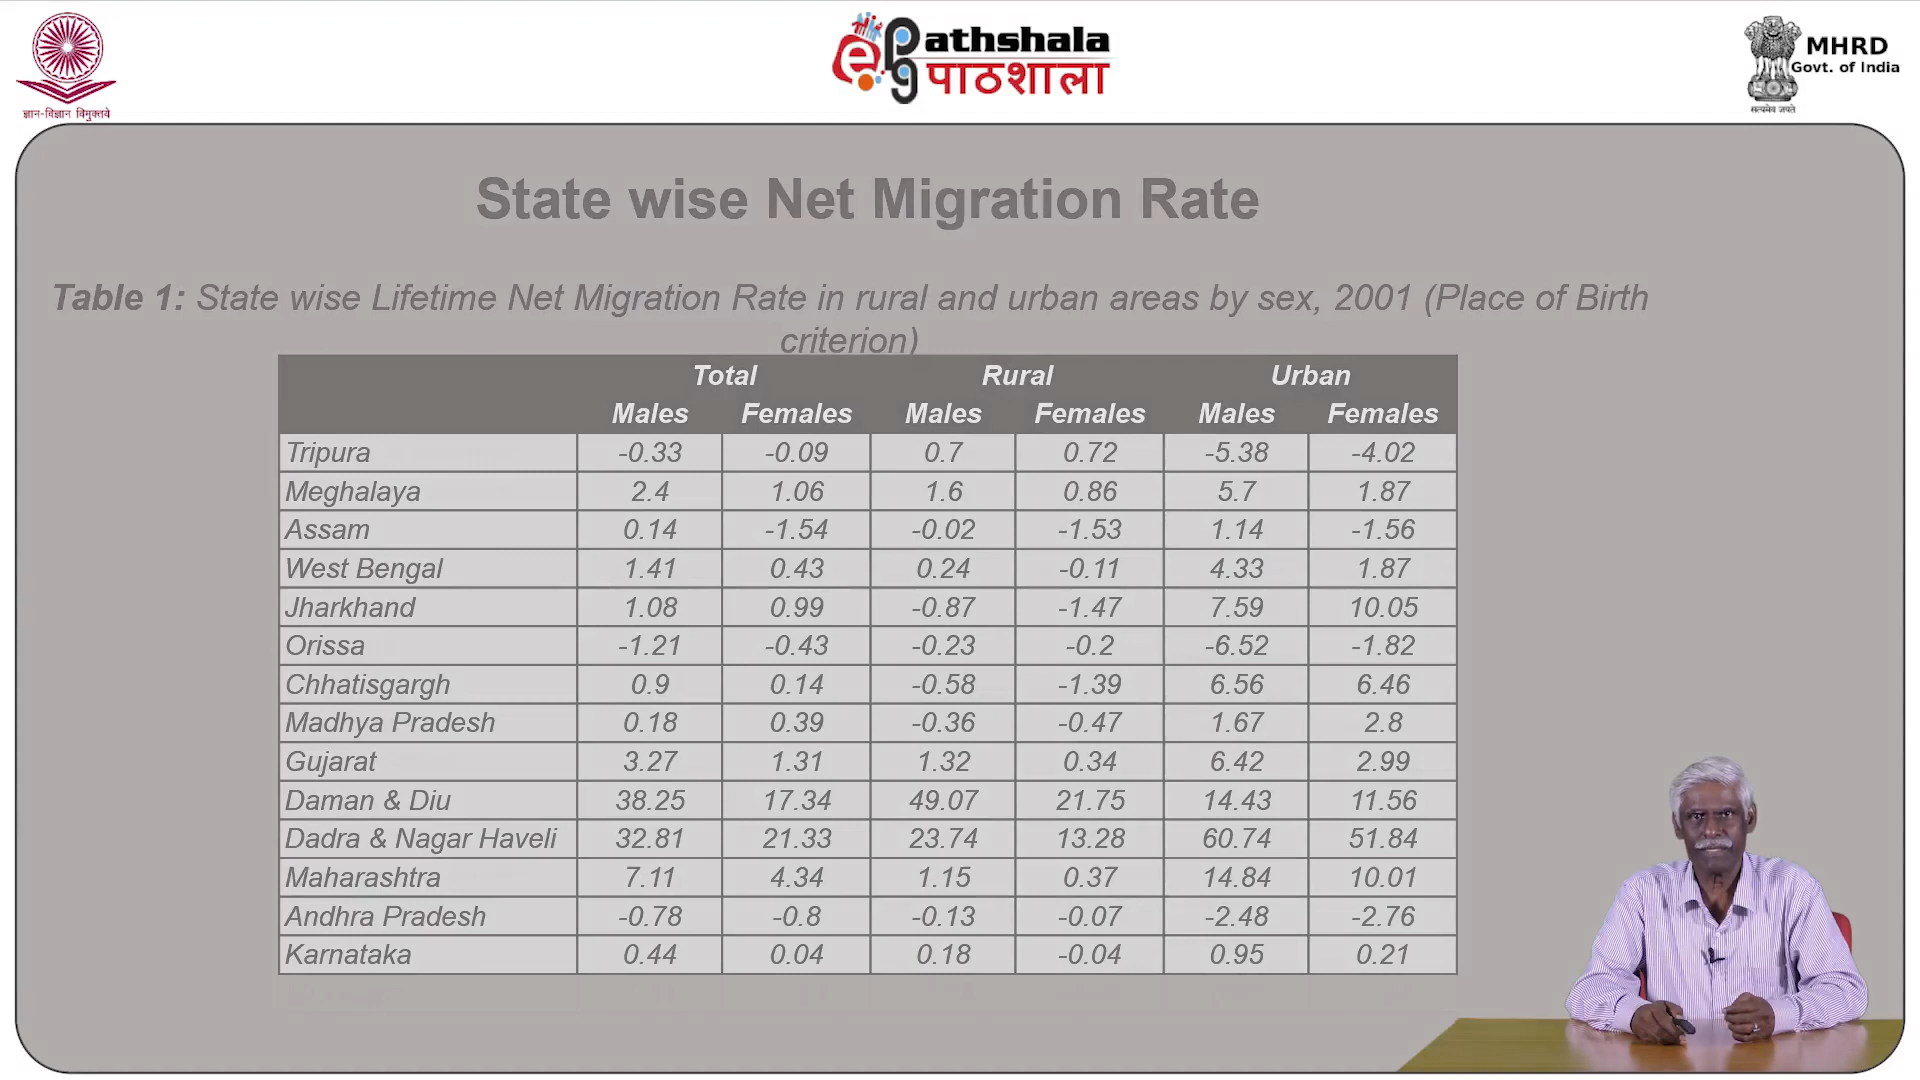 ज्ञान-विज्ञान विमुक्तये
ePathshala
पाठशाला
MHRD
Govt. of India
सत्यमेव जयते
State wise Net Migration Rate
Table 1: State wise Lifetime Net Migration Rate in rural and urban areas by sex, 2001 (Place of Birth
criterion)
Total Rural Urban
Males Females Males Females Males Females
Tripura -0.33 -0.09 0.7 0.72 -5.38 -4.02
Meghalaya 2.4 1.06 1.6 0.86 5.7 1.87
Assam 0.14 -1.54 -0.02 -1.53 1.14 -1.56
West Bengal 1.41 0.43 0.24 -0.11 4.33 1.87
Jharkhand 1.08 0.99 -0.87 -1.47 7.59 10.05
Orissa -1.21 -0.43 -0.23 -0.2 -6.52 -1.82
Chhatisgargh 0.9 0.14 -0.58 -1.39 6.56 6.46
Madhya Pradesh 0.18 0.39 -0.36 -0.47 1.67 2.8
Gujarat 3.27 1.31 1.32 0.34 6.42 2.99
Daman & Diu 38.25 17.34 49.07 21.75 14.43 11.56
Dadra & Nagar Haveli 32.81 21.33 23.74 13.28 60.74 51.84
Maharashtra 7.11 4.34 1.15 0.37 14.84 10.01
Andhra Pradesh -0.78 -0.8 -0.13 -0.07 -2.48 -2.76
Karnataka 0.44 0.04 0.18 -0.04 0.95 0.21